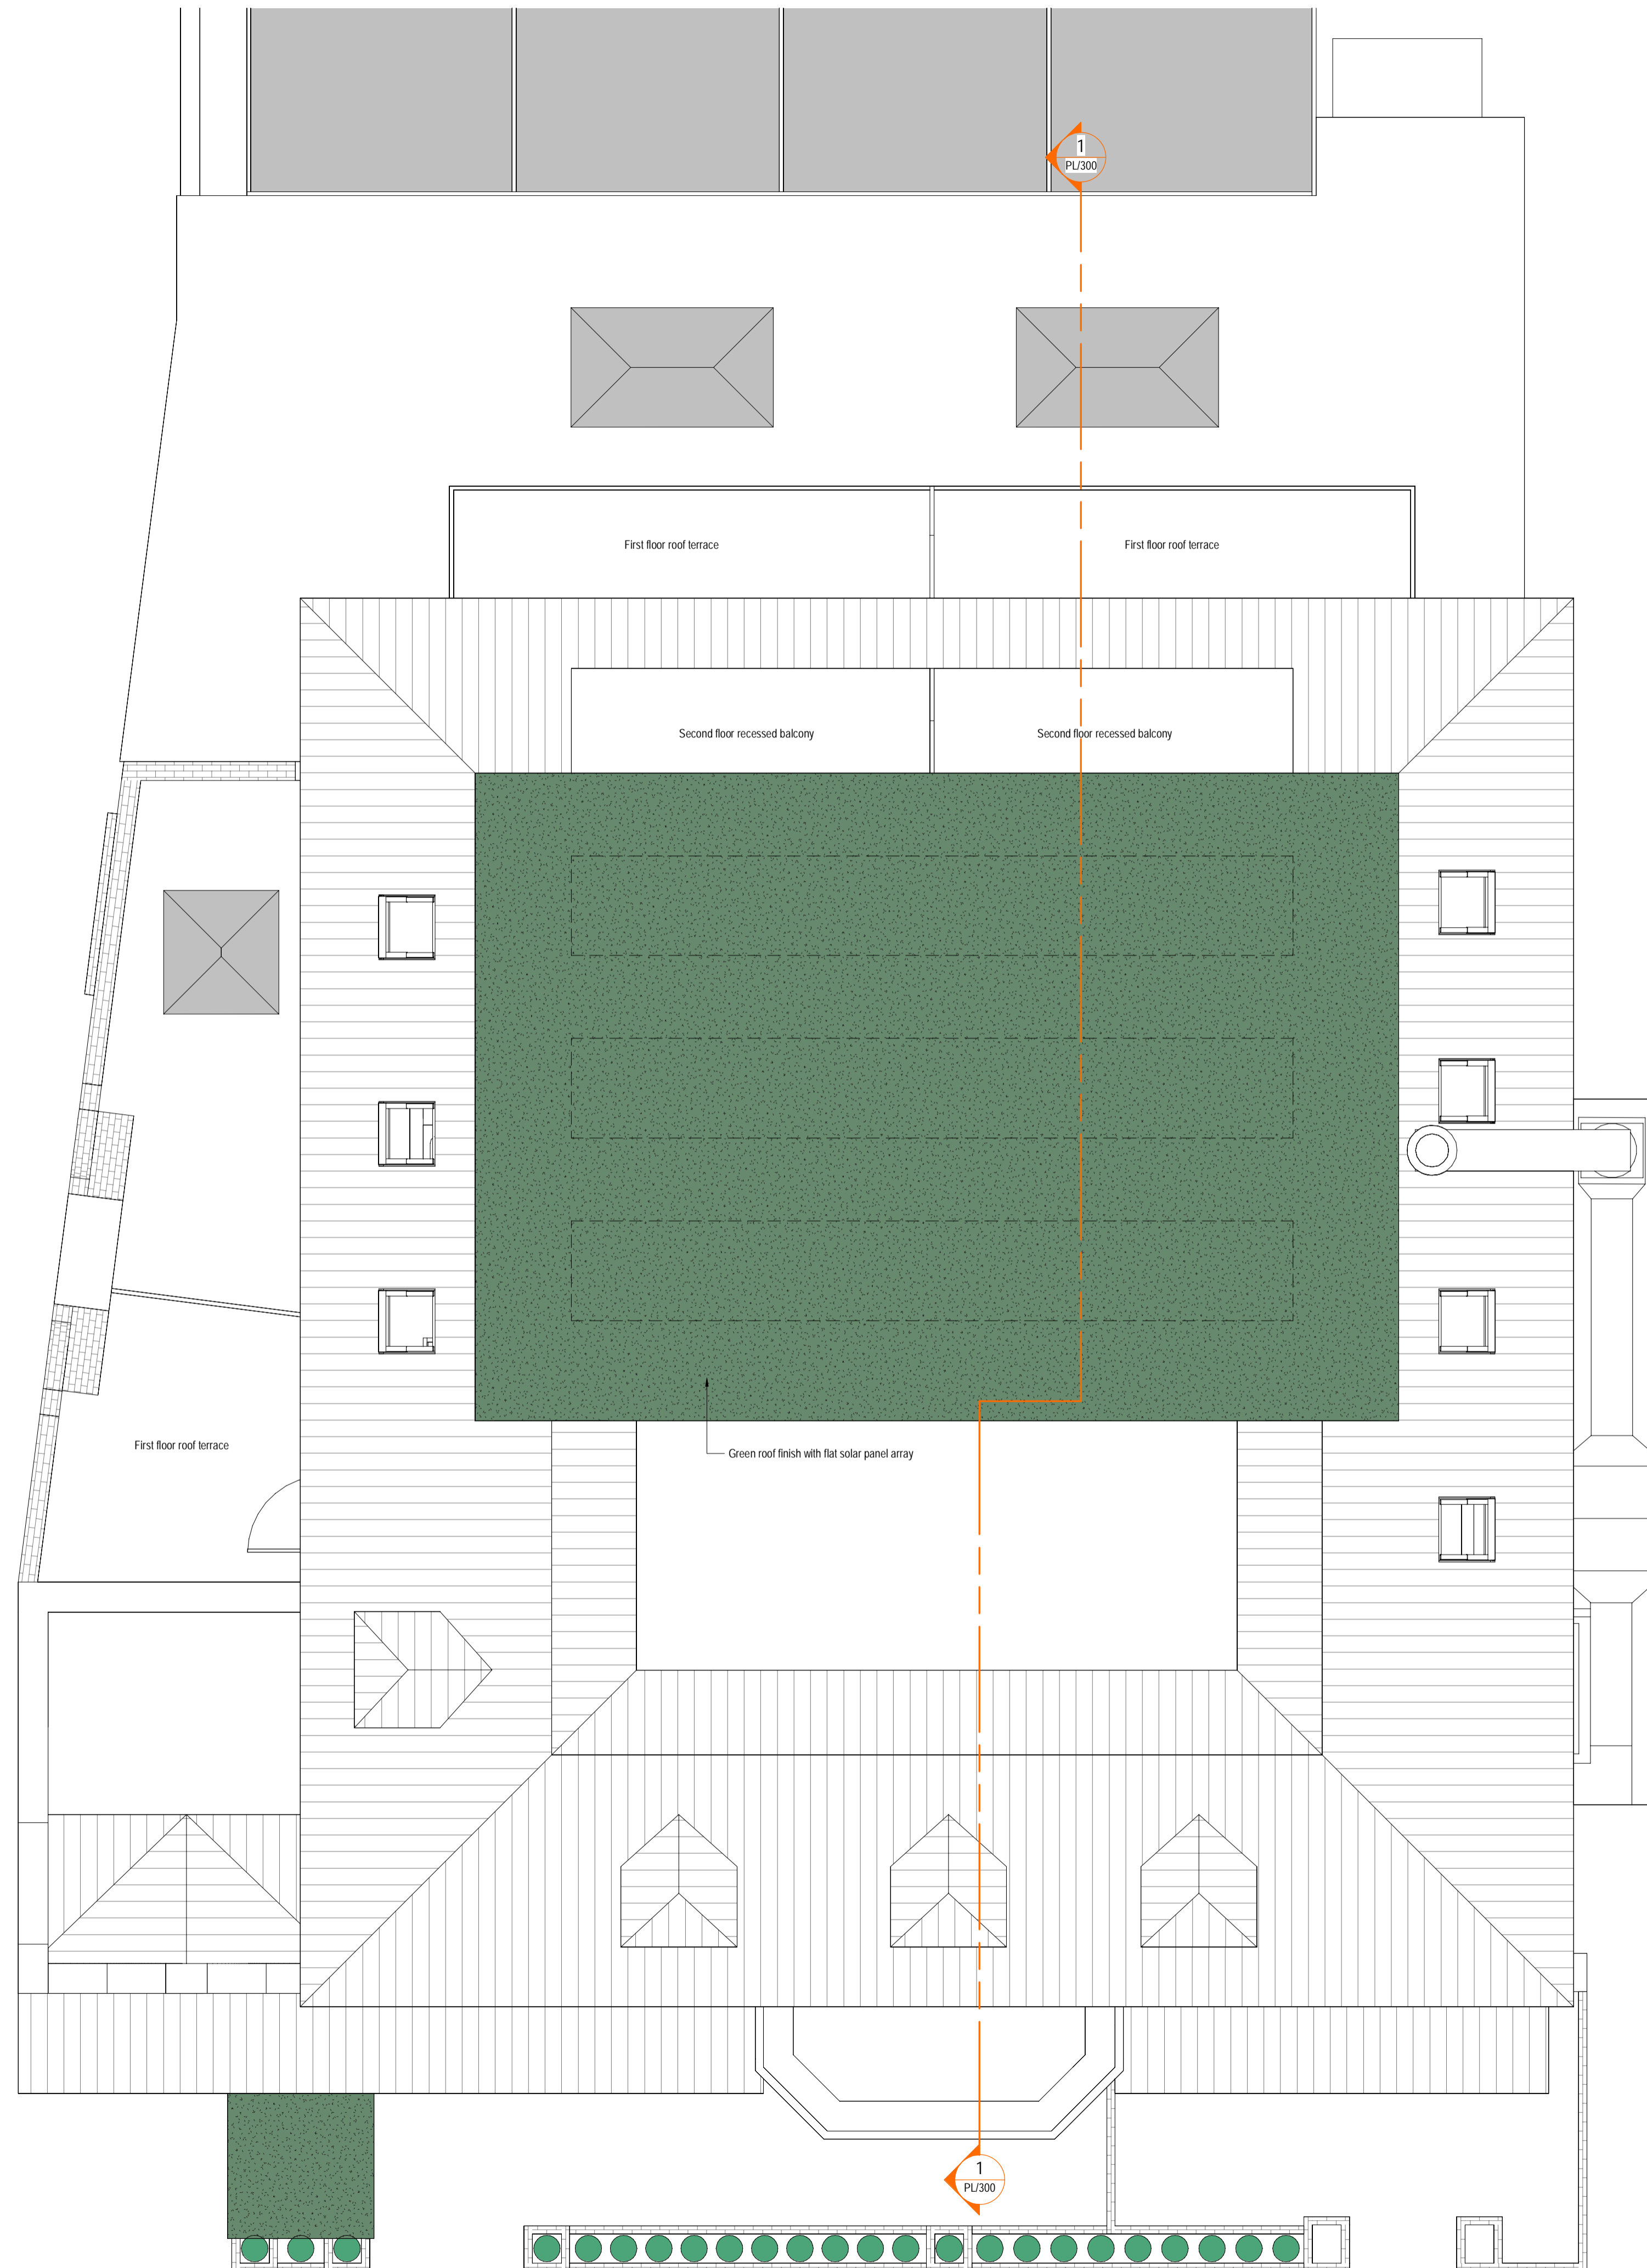 1
PL/300
First floor roof terrace
First floor roof terrace
Second floor recessed balcony
Second floor recessed balcony
First floor roof terrace
Green roof finish with flat solar panel array
1
PL/300